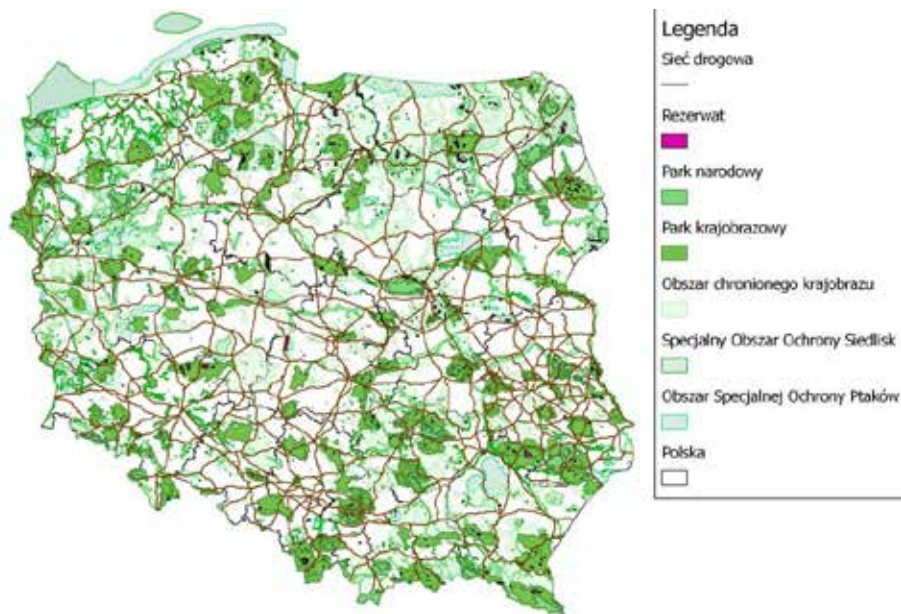 Legenda
Sieć drogowa
Rezerwat
Park narodowy
Park krajobrazowy
Obszar chronionego krajobrazu
Specjalny Obszar Ochrony Siedlisk
Obszar Specjalnej Ochrony Ptaków
Polska